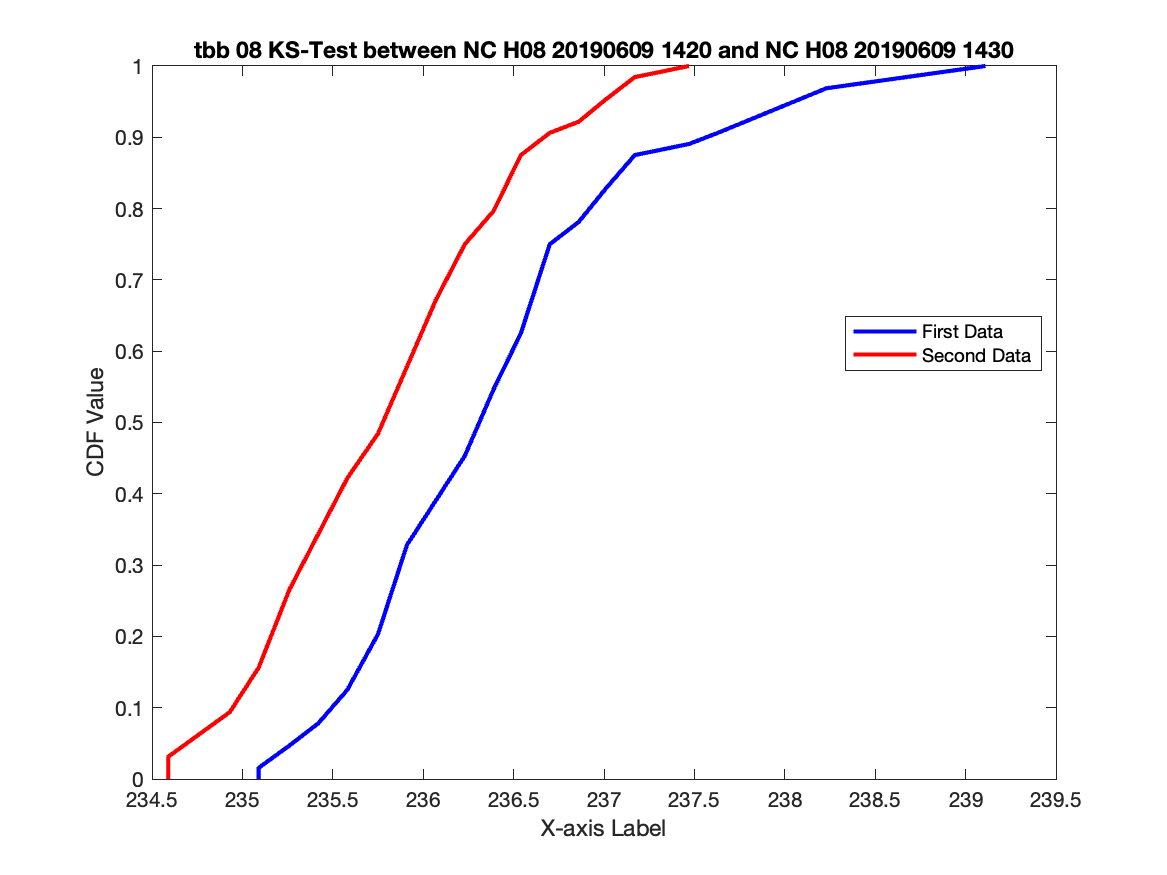 tbb 08 KS-Test between NC H08 20190609 1420 and NC H08 20190609 1430
1
0.9
0.8
0.7
0.6
0.5
0.4
0.3
0.2
0.1
0
CDF Value
First Data
Second Data
234.5 235 235.5 236 236.5 237 237.5 238 238.5 239 239.5
X-axis Label